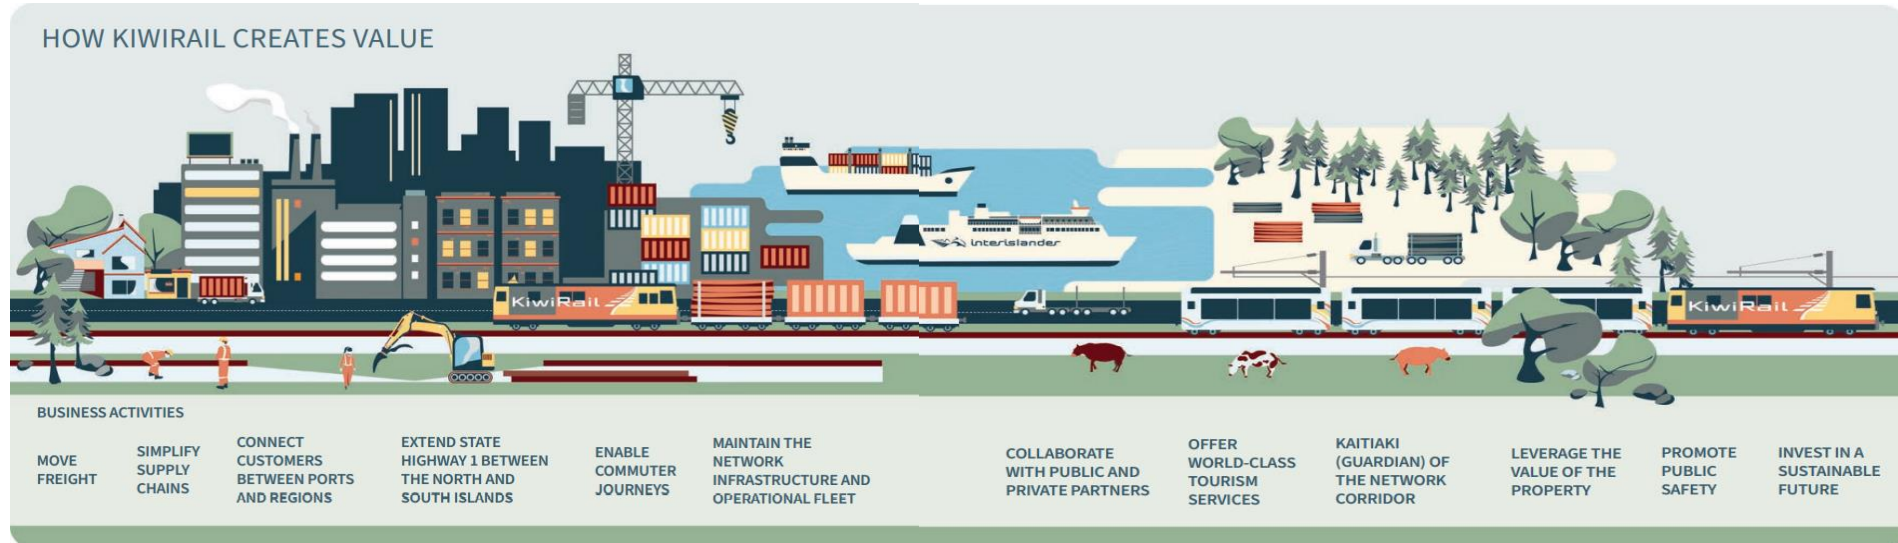 HOW KIWIRAIL CREATES VALUE
interislander
KiwiRail
KiwiRail
BUSINESS ACTIVITIES
MOVE
FREIGHT
SIMPLIFY
SUPPLY
CHAINS
CONNECT
CUSTOMERS
BETWEEN PORTS
AND REGIONS
EXTEND STATE
HIGHWAY 1 BETWEEN
THE NORTH AND
SOUTH ISLANDS
ENABLE
COMMUTER
JOURNEYS
MAINTAIN THE
NETWORK
INFRASTRUCTURE AND
OPERATIONAL FLEET
COLLABORATE
WITH PUBLIC AND
PRIVATE PARTNERS
OFFER
WORLD-CLASS
TOURISM
SERVICES
KAITIAKI
(GUARDIAN) OF
THE NETWORK
CORRIDOR
LEVERAGE THE
VALUE OF THE
PROPERTY
PROMOTE
PUBLIC
SAFETY
INVEST IN A
SUSTAINABLE
FUTURE